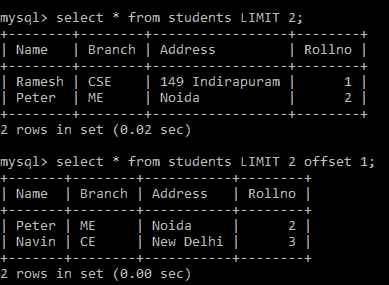 mysql> select * from students LIMIT 2;
+--------+--------+-----------------+--------+
| Name   | Branch | Address         | Rollno |
+--------+--------+-----------------+--------+
| Ramesh | CSE    | 149 Indirapuram |      1 |
| Peter  | ME     | Noida           |      2 |
+--------+--------+-----------------+--------+
2 rows in set (0.02 sec)

mysql> select * from students LIMIT 2 offset 1;
+-------+--------+-----------+--------+
| Name  | Branch | Address   | Rollno |
+-------+--------+-----------+--------+
| Peter | ME     | Noida     |      2 |
| Navin | CE     | New Delhi |      3 |
+-------+--------+-----------+--------+
2 rows in set (0.00 sec)